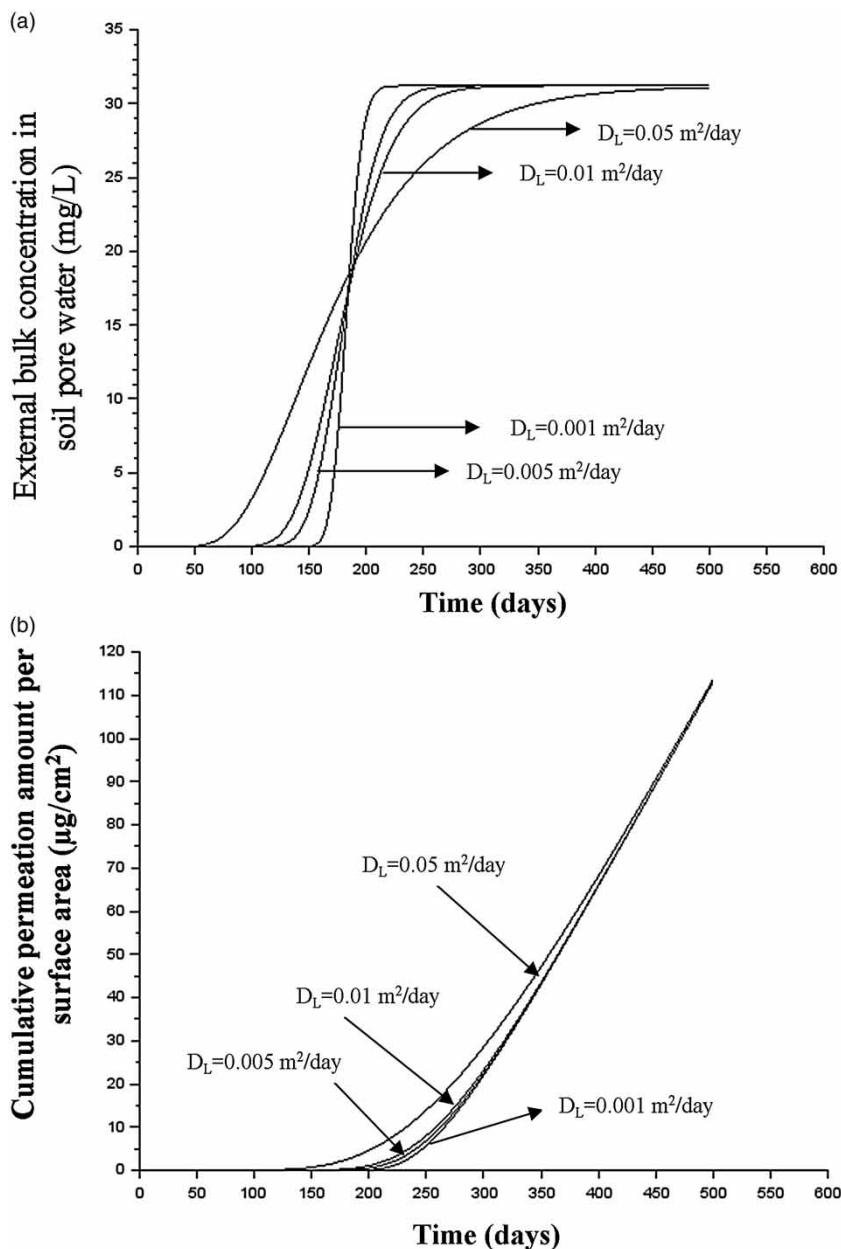 (a)
External bulk concentration in
soil pore water (mg/L)
35
30
25
20
15
10
5
0
D_L=0.05 m²/day
D_L=0.01 m²/day
D_L=0.001 m²/day
D_L=0.005 m²/day
0 50 100 150 200 250 300 350 400 450 500 550 600
Time (days)
(b)
Cumulative permeation amount per
surface area (µg/cm²)
120
110
100
90
80
70
60
50
40
30
20
10
0
D_L=0.05 m²/day
D_L=0.01 m²/day
D_L=0.005 m²/day
D_L=0.001 m²/day
0 50 100 150 200 250 300 350 400 450 500 550 600
Time (days)